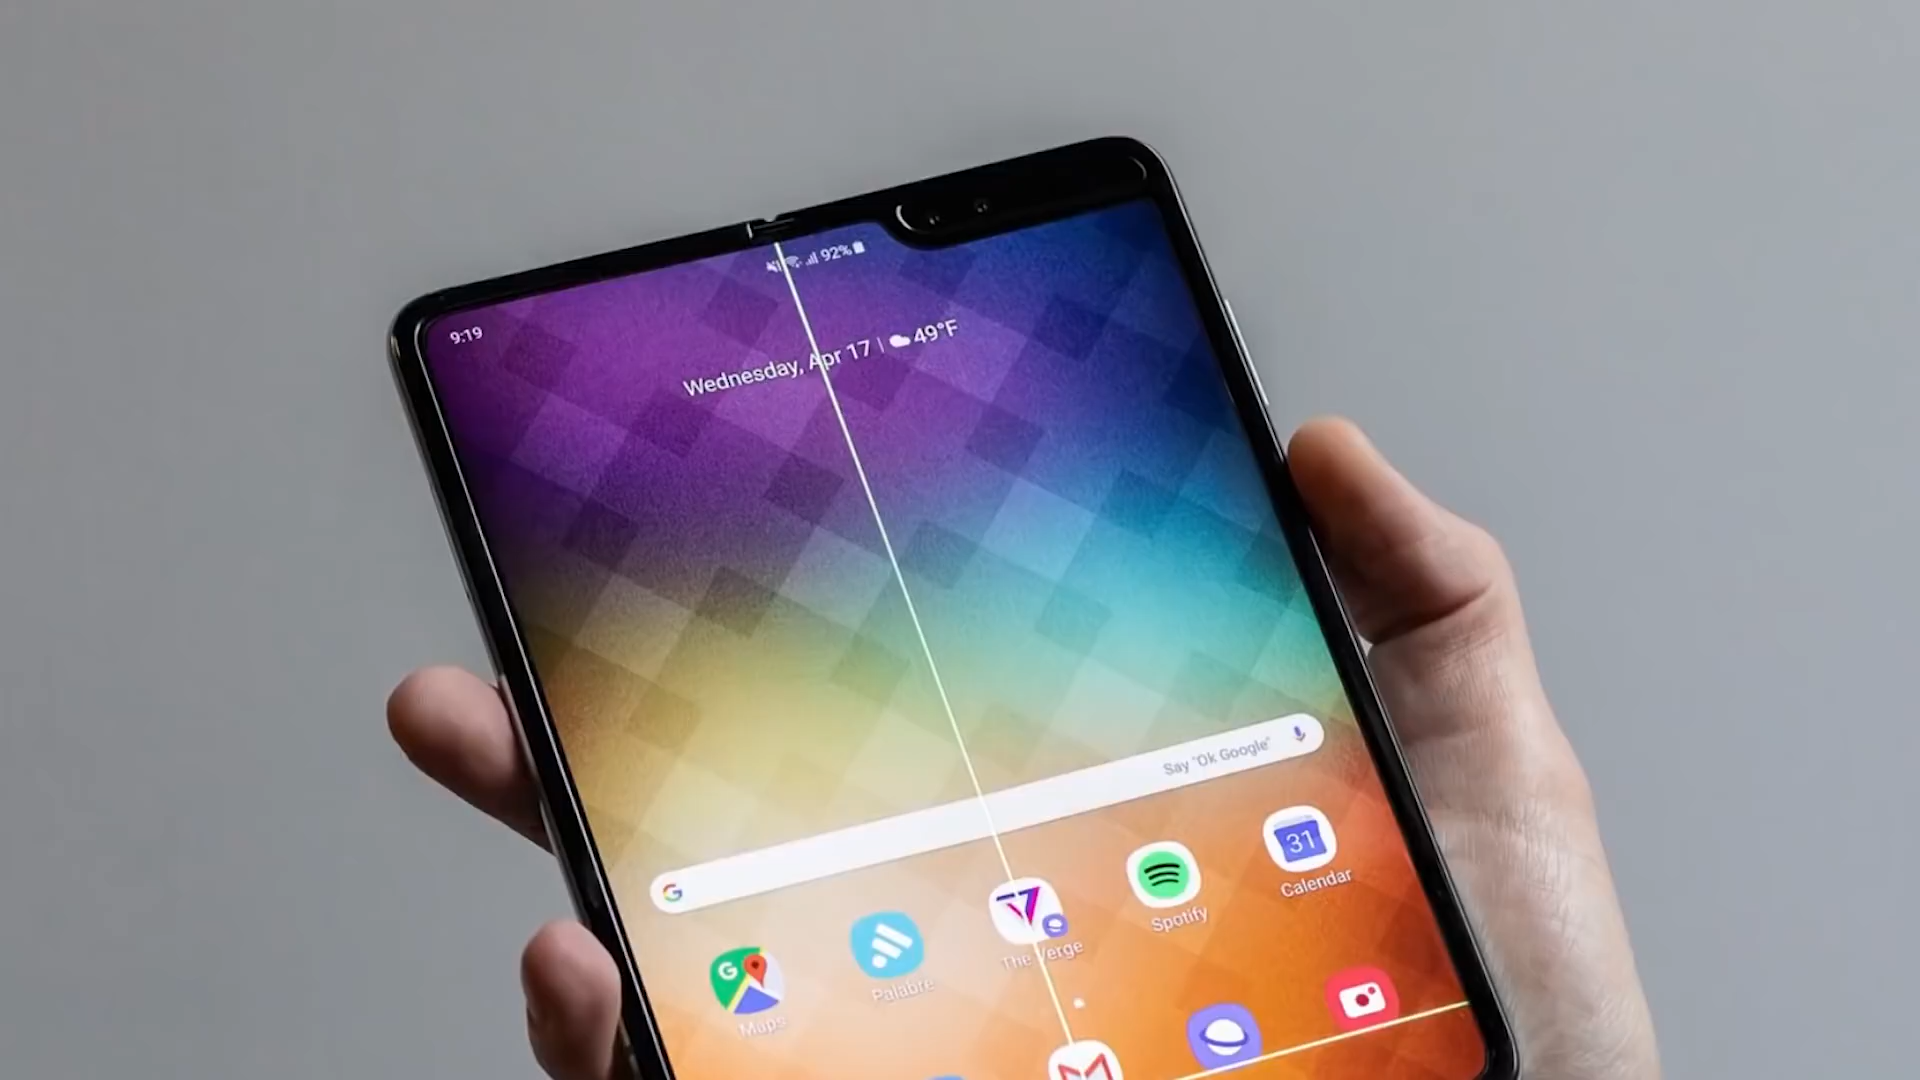 92%
9:19
Wednesday, Apr 17 | 49°F
Say "Ok Google"
G
31
Calendar
Spotify
The Verge
Palabre
G
Maps